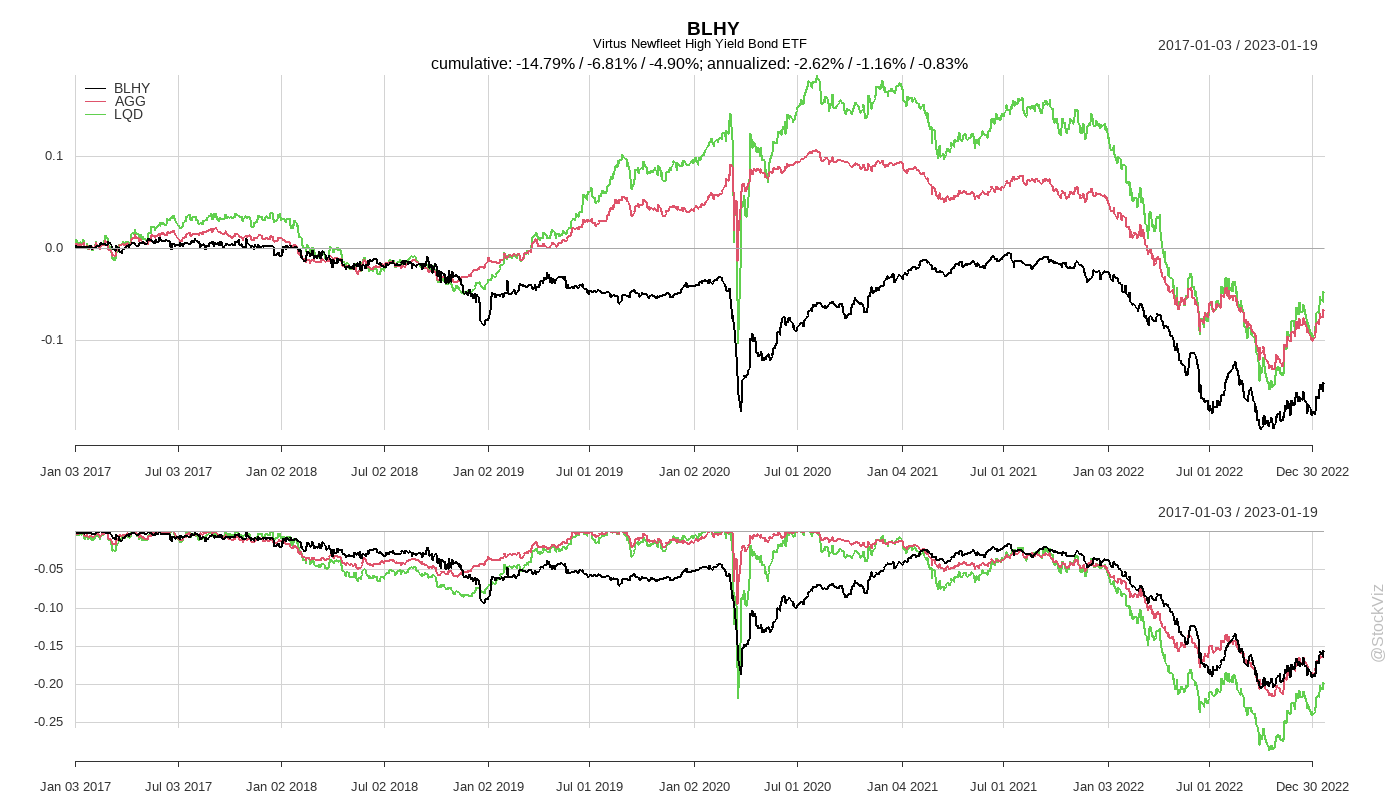 BLHY
Virtus Newfleet High Yield Bond ETF
2017-01-03 / 2023-01-19
cumulative: -14.79% / -6.81% / -4.90%; annualized: -2.62% / -1.16% / -0.83%
BLHY
AGG
LQD
0.1
0.0
-0.1
Jan 03 2017 Jul 03 2017 Jan 02 2018 Jul 02 2018 Jan 02 2019 Jul 01 2019 Jan 02 2020 Jul 01 2020 Jan 04 2021 Jul 01 2021 Jan 03 2022 Jul 01 2022 Dec 30 2022
2017-01-03 / 2023-01-19
-0.05
-0.10
-0.15
-0.20
-0.25
Jan 03 2017 Jul 03 2017 Jan 02 2018 Jul 02 2018 Jan 02 2019 Jul 01 2019 Jan 02 2020 Jul 01 2020 Jan 04 2021 Jul 01 2021 Jan 03 2022 Jul 01 2022 Dec 30 2022
@StockViz